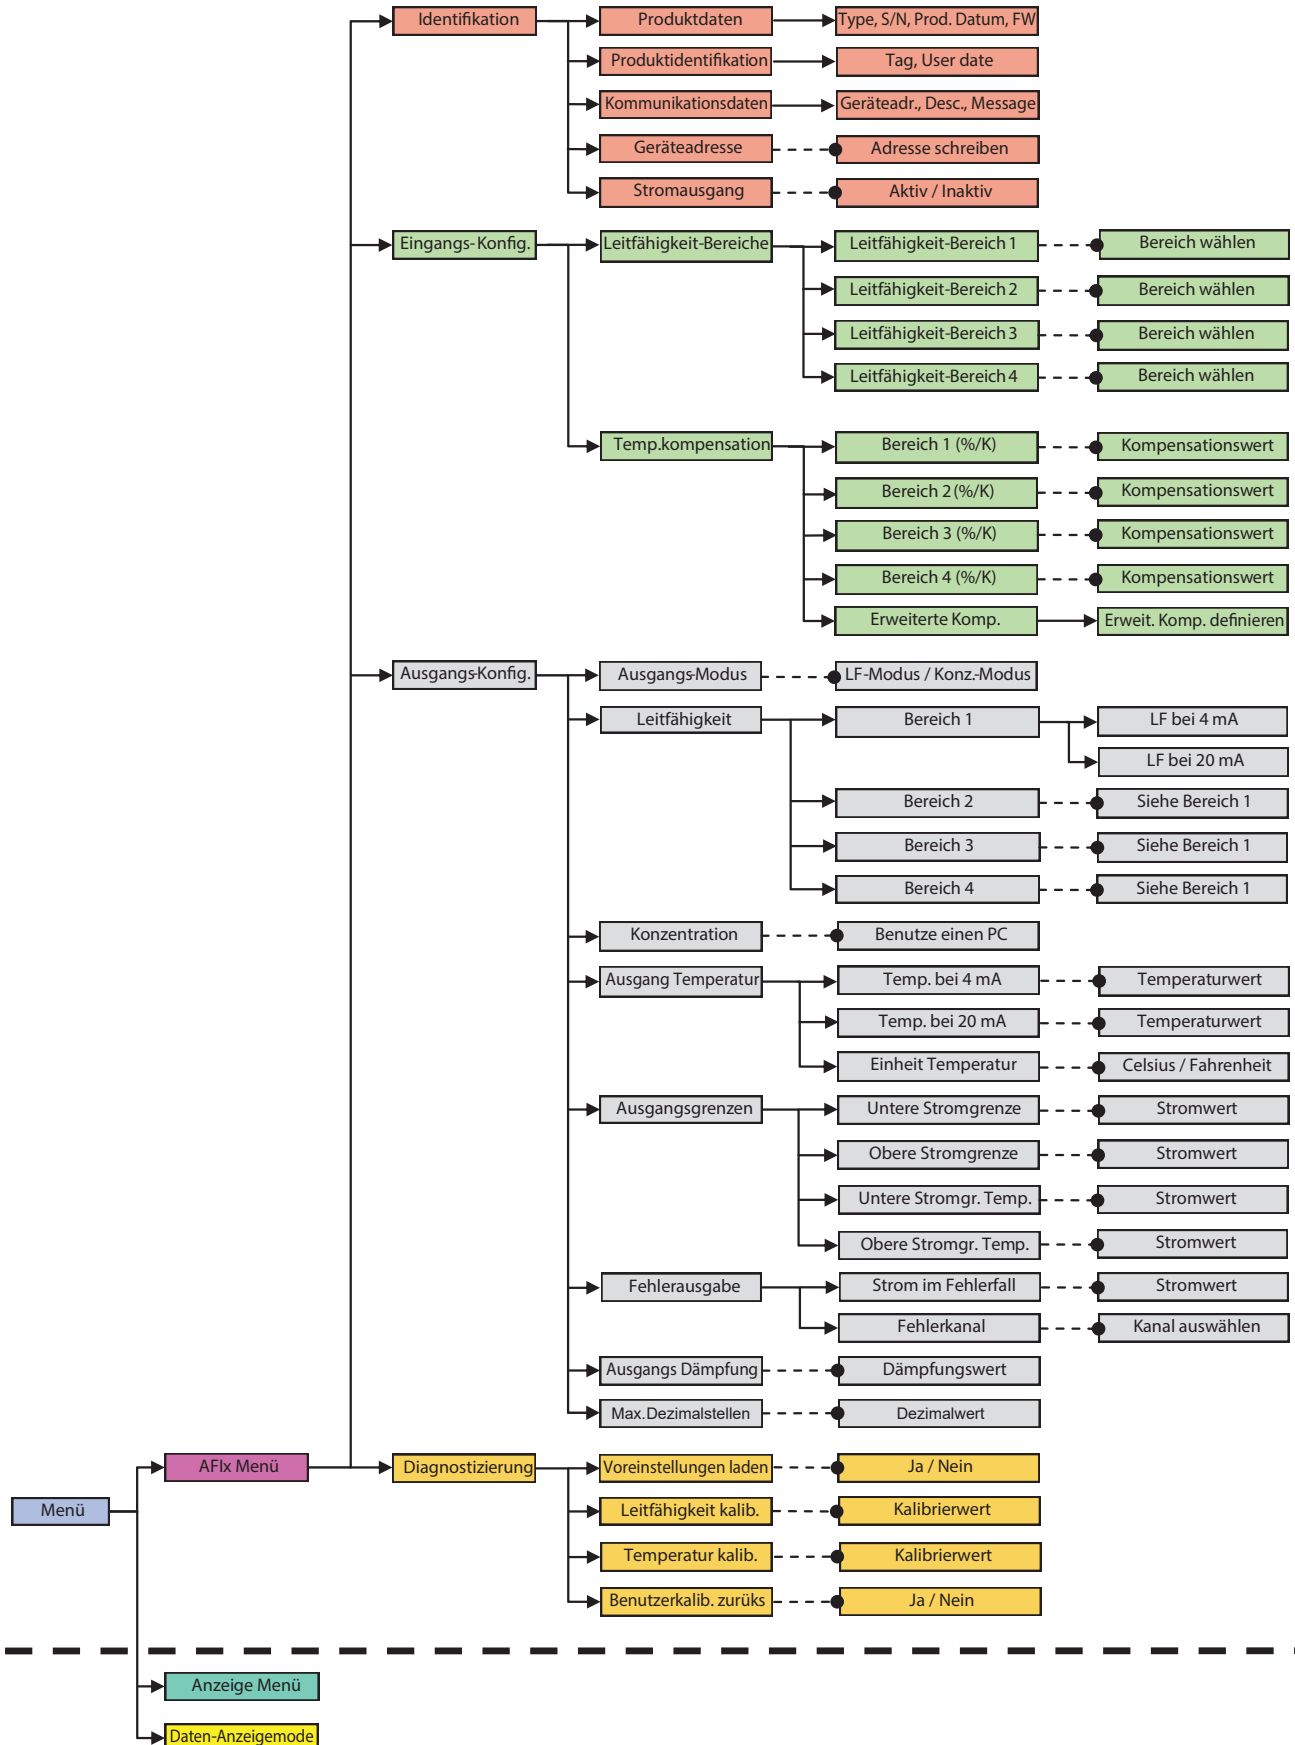 Identifikation
Produktdaten
Type, S/N, Prod. Datum, FW
Produktidentifikation
Tag, User date
Kommunikationsdaten
Geräteadr., Desc., Message
Geräteadresse
Adresse schreiben
Stromausgang
Aktiv / Inaktiv
Eingangs-Konfig.
Leitfähigkeit-Bereiche
Leitfähigkeit-Bereich 1
Bereich wählen
Leitfähigkeit-Bereich 2
Bereich wählen
Leitfähigkeit-Bereich 3
Bereich wählen
Leitfähigkeit-Bereich 4
Bereich wählen
Temp.kompensation
Bereich 1 (%/K)
Kompensationswert
Bereich 2 (%/K)
Kompensationswert
Bereich 3 (%/K)
Kompensationswert
Bereich 4 (%/K)
Kompensationswert
Erweiterte Komp.
Erweit. Komp. definieren
Ausgangs-Konfig.
Ausgangs-Modus
LF-Modus / Konz.-Modus
Leitfähigkeit
Bereich 1
LF bei 4 mA
LF bei 20 mA
Bereich 2
Siehe Bereich 1
Bereich 3
Siehe Bereich 1
Bereich 4
Siehe Bereich 1
Konzentration
Benutze einen PC
Ausgang Temperatur
Temp. bei 4 mA
Temperaturwert
Temp. bei 20 mA
Temperaturwert
Einheit Temperatur
Celsius / Fahrenheit
Ausgangsgrenzen
Untere Stromgrenze
Stromwert
Obere Stromgrenze
Stromwert
Untere Stromgr. Temp.
Stromwert
Obere Stromgr. Temp.
Stromwert
Fehlerausgabe
Strom im Fehlerfall
Stromwert
Fehlerkanal
Kanal auswählen
Ausgangs Dämpfung
Dämpfungswert
Max.Dezimalstellen
Dezimalwert
AFIx Menü
Diagnostizierung
Voreinstellungen laden
Ja / Nein
Menü
Leitfähigkeit kalib.
Kalibrierwert
Temperatur kalib.
Kalibrierwert
Benutzerkalib. zurüks
Ja / Nein
Anzeige Menü
Daten-Anzeigemode